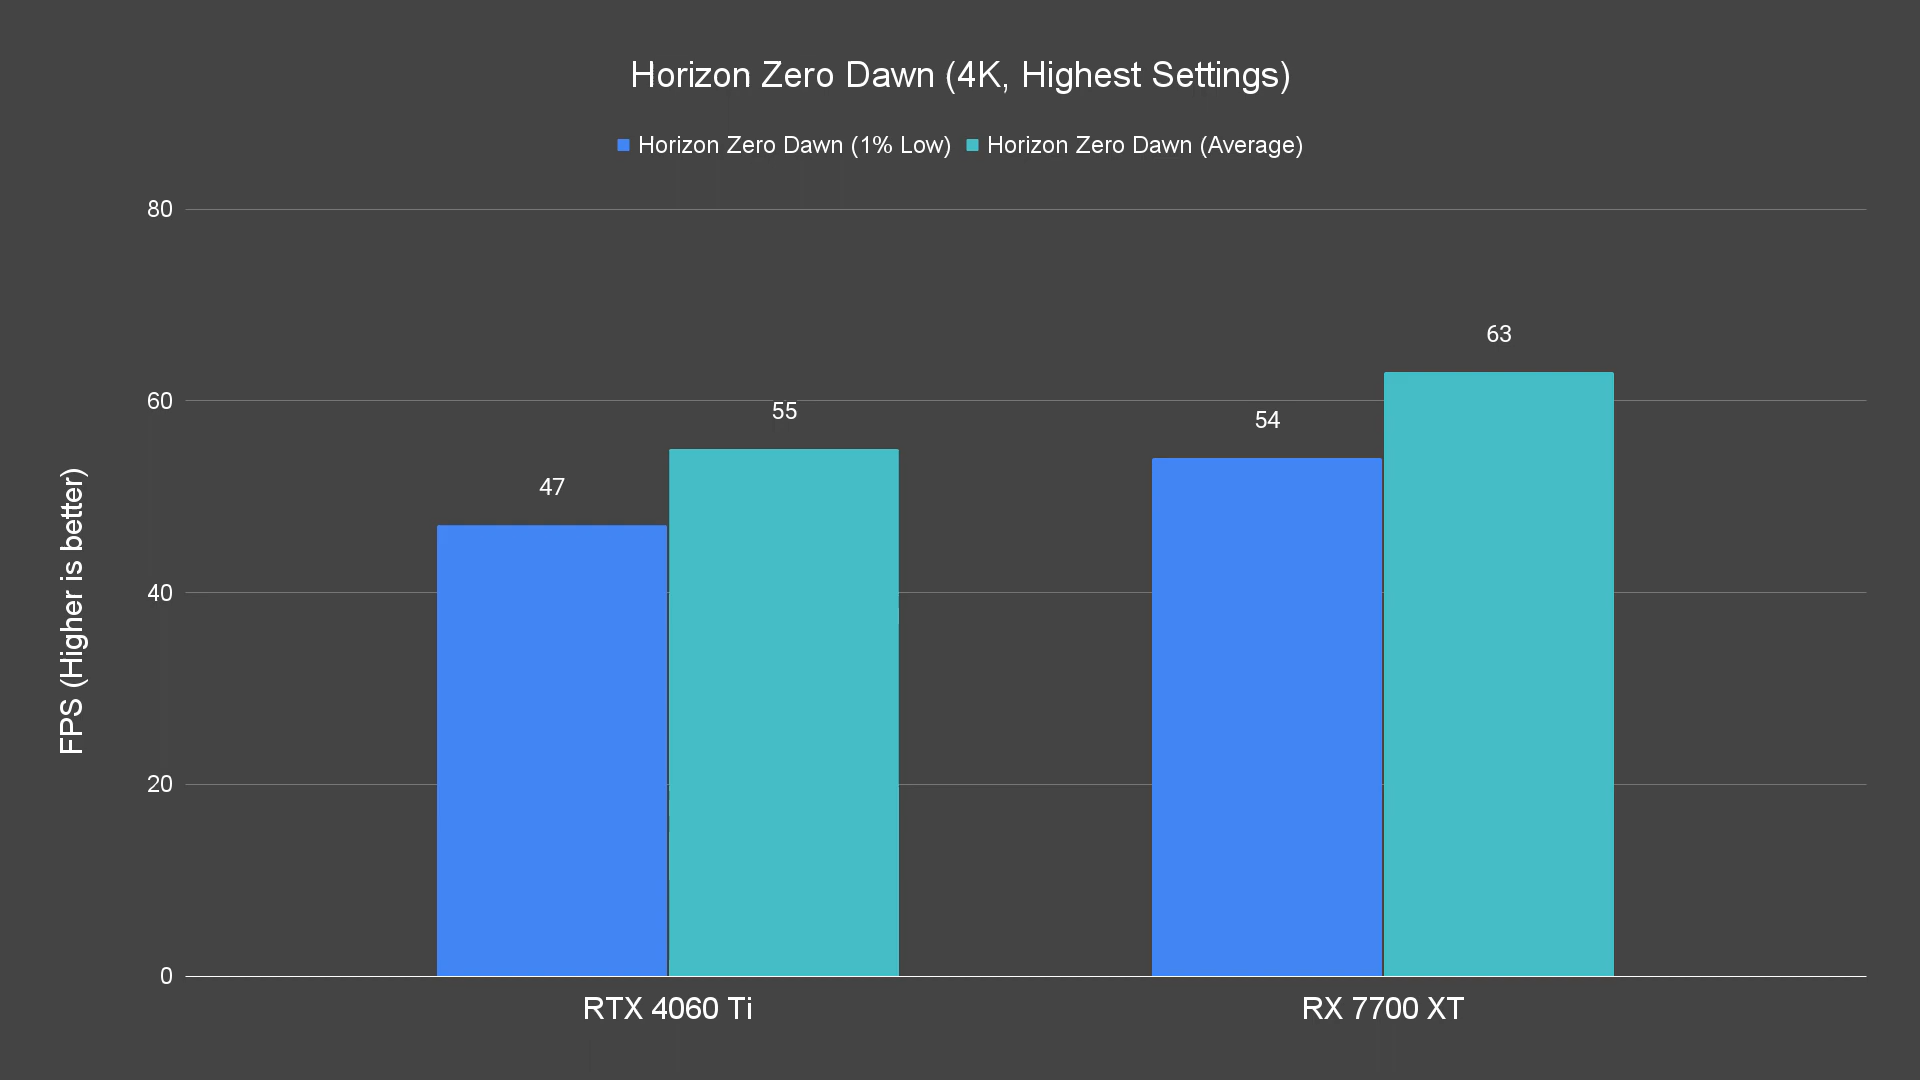 Horizon Zero Dawn (4K, Highest Settings)
Horizon Zero Dawn (1% Low) Horizon Zero Dawn (Average)
80
63
60
55
54
47
40
20
0
FPS (Higher is better)
RTX 4060 Ti RX 7700 XT